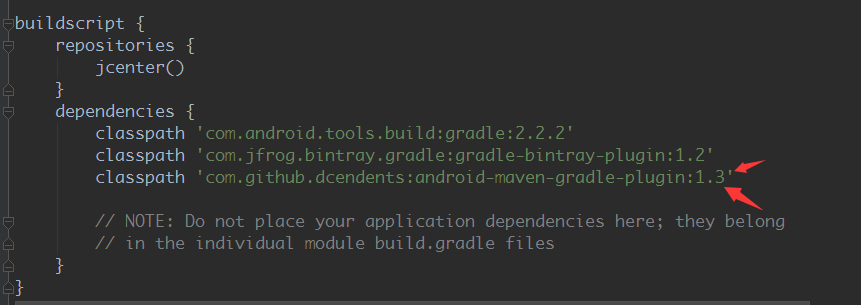 buildscript {
repositories {
jcenter()
}
dependencies {
classpath 'com.android.tools.build:gradle:2.2.2'
classpath 'com.jfrog.bintray.gradle:gradle-bintray-plugin:1.2'
classpath 'com.github.dcendents:android-maven-gradle-plugin:1.3'
// NOTE: Do not place your application dependencies here; they belong
// in the individual module build.gradle files
}
}